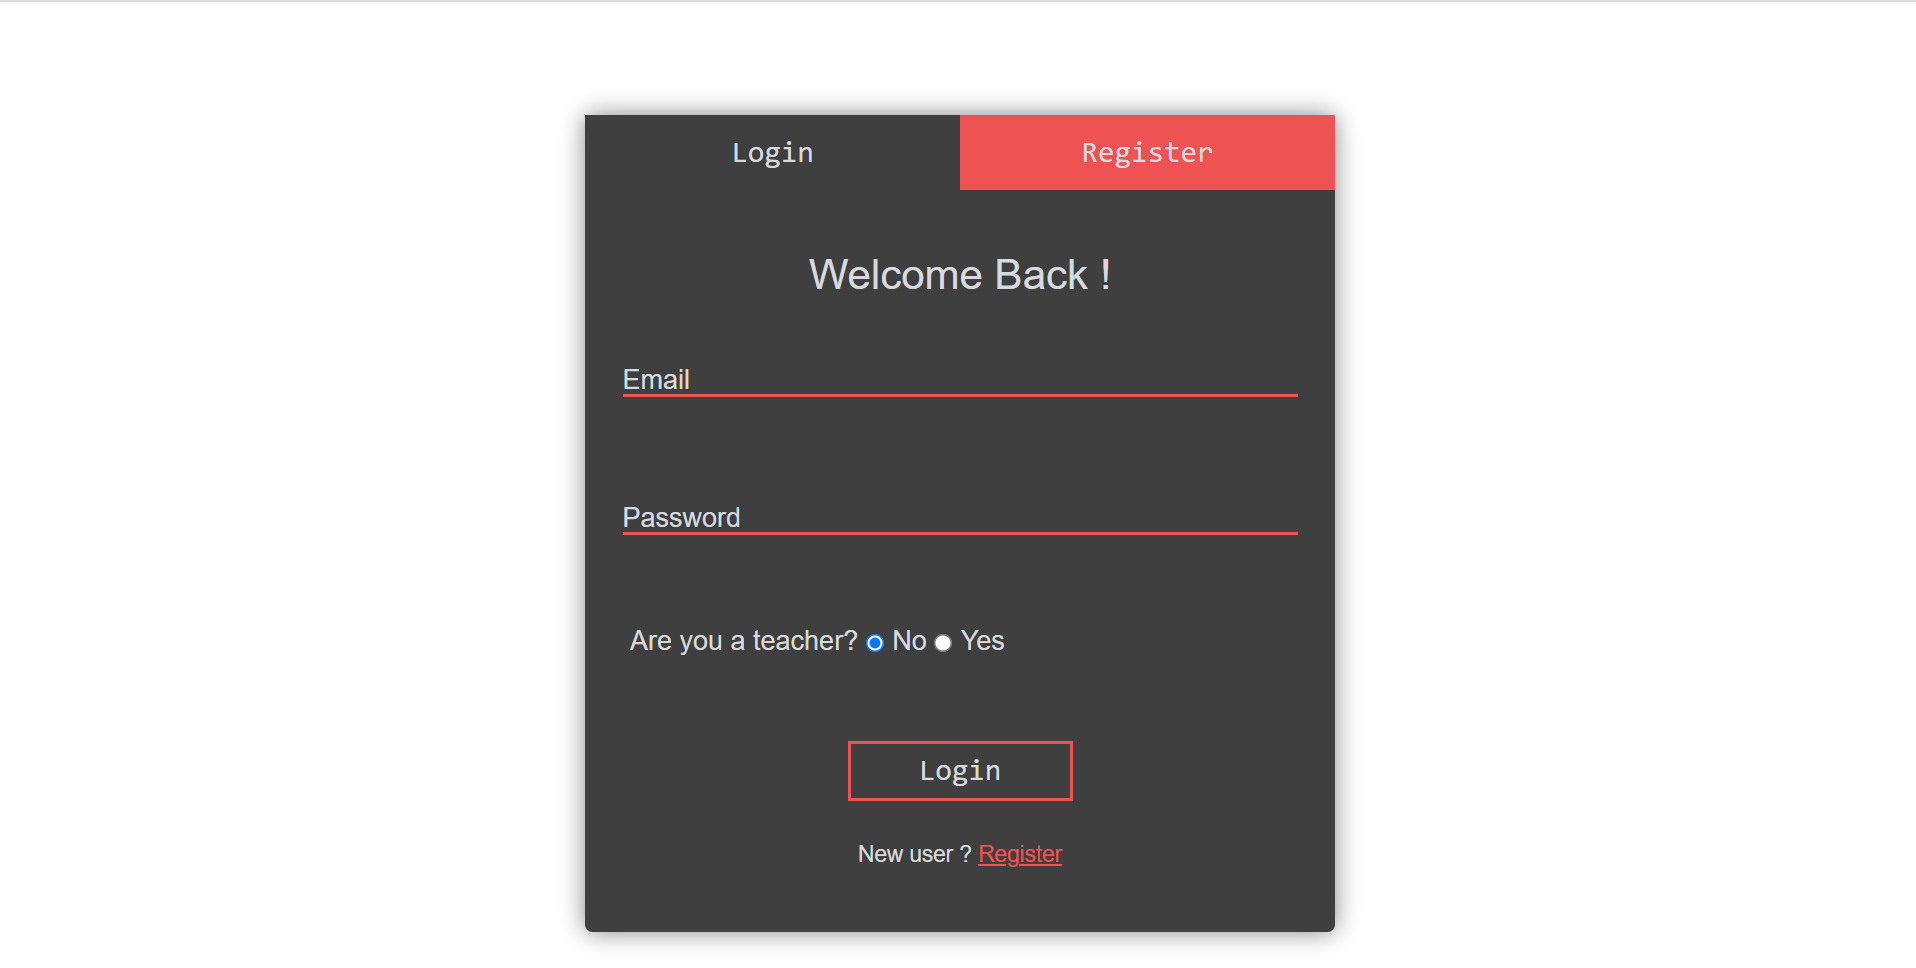 Login Register
Welcome Back !
Email
Password
Are you a teacher? No Yes
Login
New user ? Register